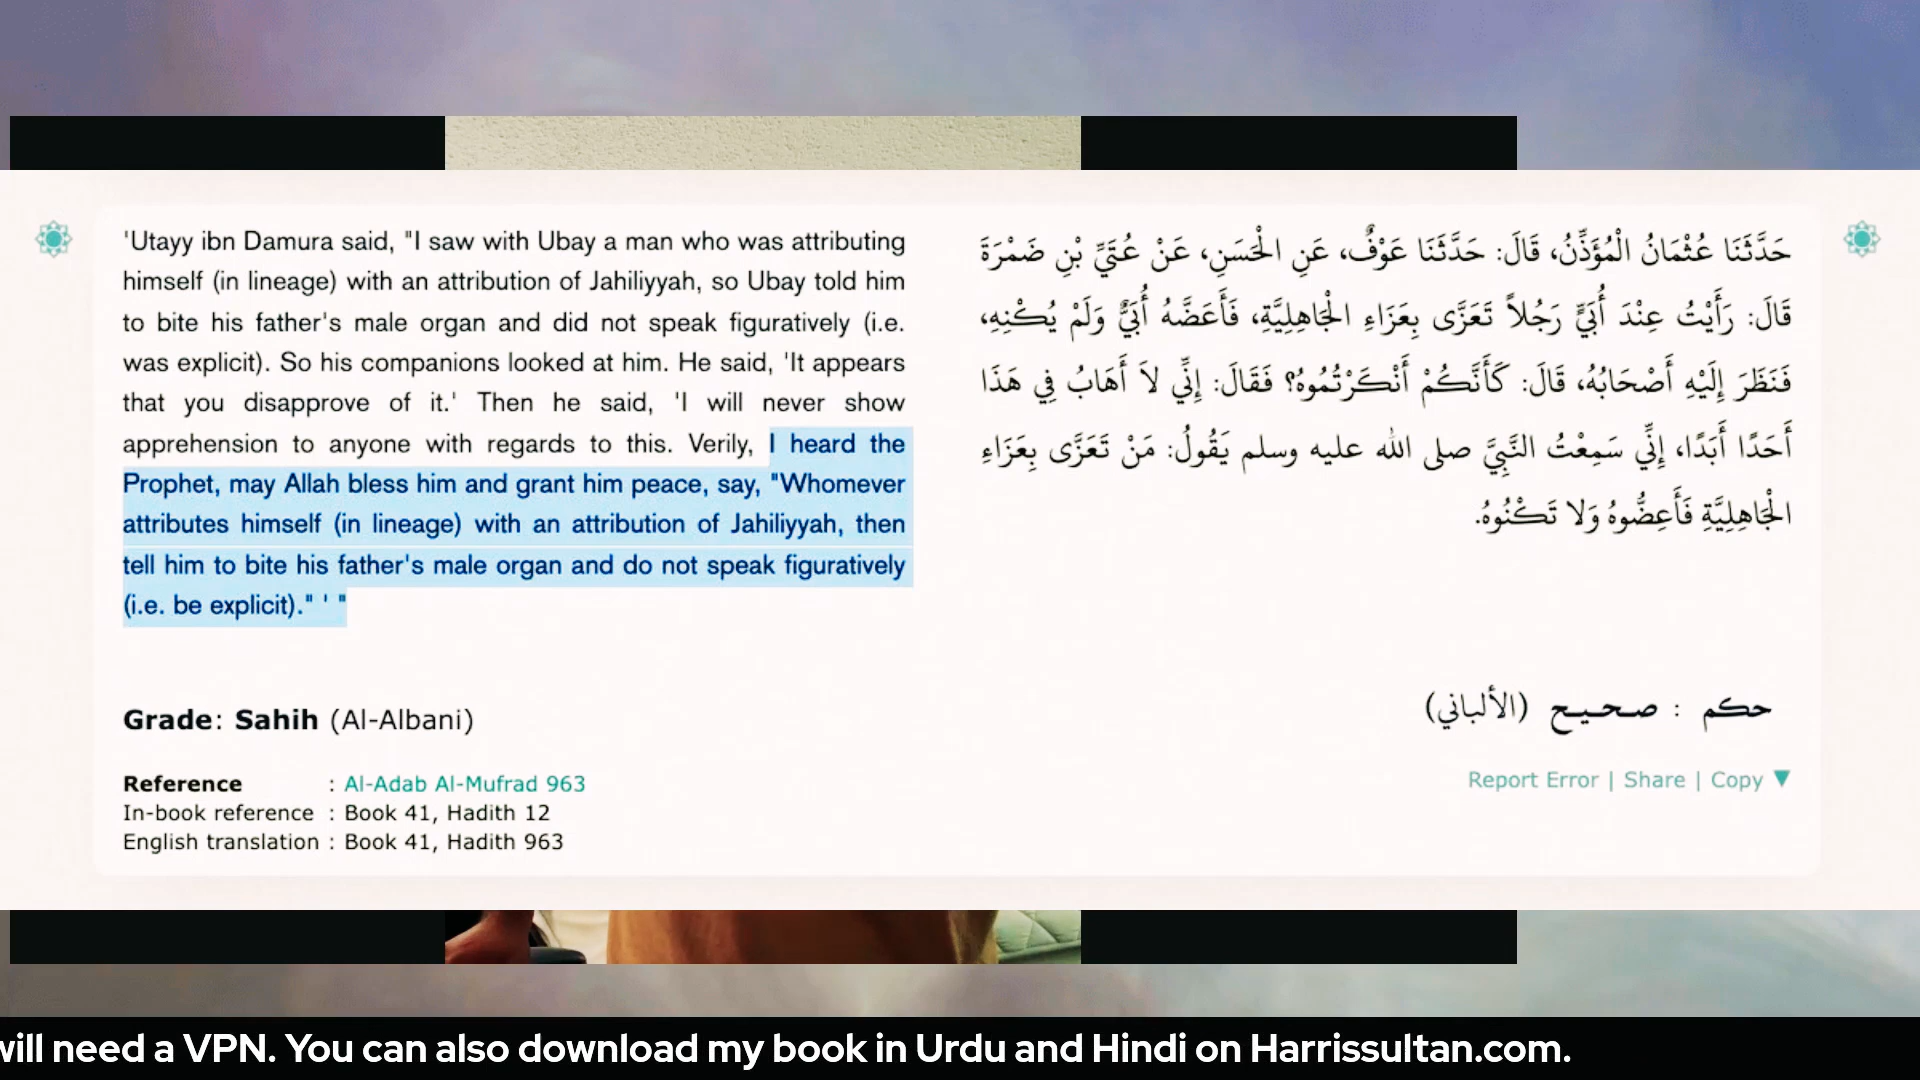 'Utayy ibn Damura said, "I saw with Ubay a man who was attributing
himself (in lineage) with an attribution of Jahiliyyah, so Ubay told him
to bite his father's male organ and did not speak figuratively (i.e.
was explicit). So his companions looked at him. He said, 'It appears
that you disapprove of it.' Then he said, 'I will never show
apprehension to anyone with regards to this. Verily, I heard the
Prophet, may Allah bless him and grant him peace, say, "Whomever
attributes himself (in lineage) with an attribution of Jahiliyyah, then
tell him to bite his father's male organ and do not speak figuratively
(i.e. be explicit)." ' "
حَدَّثَنَا عُثْمَانُ الْمُؤَذِّنُ، قَالَ: حَدَّثَنَا عَوْفٌ، عَنِ الْحَسَنِ، عَنْ عُتَيِّ بْنِ ضَمْرَةَ
قَالَ: رَأَيْتُ عِنْدَ أُبَيٍّ رَجُلاً تَعَزَّى بِعَزَاءِ الْجَاهِلِيَّةِ، فَأَعَضَّهُ أُبَيٌّ وَلَمْ يُكْنِهِ،
فَنَظَرَ إِلَيْهِ أَصْحَابُهُ، قَالَ: كَأَنَّكُمْ أَنْكَرْتُمُوهُ؟ فَقَالَ: إِنِّي لاَ أَهَابُ فِي هَذَا
أَحَدًا أَبَدًا، إِنِّي سَمِعْتُ النَّبِيَّ صلى الله عليه وسلم يَقُولُ: مَنْ تَعَزَّى بِعَزَاءِ
الْجَاهِلِيَّةِ فَأَعِضُّوهُ وَلا تَكْنُوهُ.
Grade: Sahih (Al-Albani)
حكم : صحيح (الألباني)
Reference : Al-Adab Al-Mufrad 963
In-book reference : Book 41, Hadith 12
English translation : Book 41, Hadith 963
Report Error | Share | Copy ▼
will need a VPN. You can also download my book in Urdu and Hindi on Harrissultan.com.